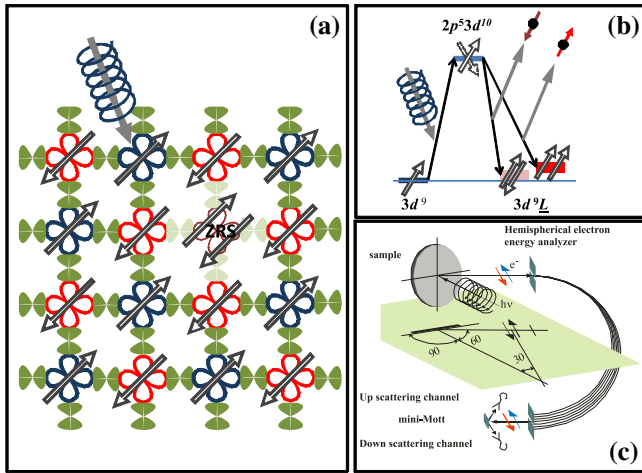 (a)
ZRS
(b)
2p⁵3d¹⁰
3d⁹
3d⁹L
Hemispherical electron
energy analyzer
sample
e⁻
hν
60
90
30
Up scattering channel
mini-Mott
Down scattering channel
(c)